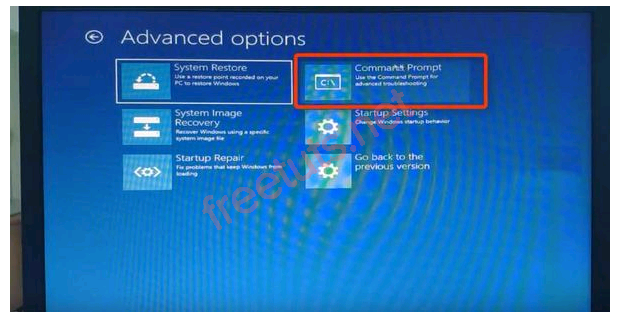 Advanced options
System Restore
Use a restore point recorded on your
PC to restore Windows
Command Prompt
Use the Command Prompt for
advanced troubleshooting
C:\
System Image
Recovery
Recover Windows using a specific
system image file
Startup Settings
Change Windows startup behavior
Startup Repair
Fix problems that keep Windows from
loading
Go back to the
previous version
freetuts.net